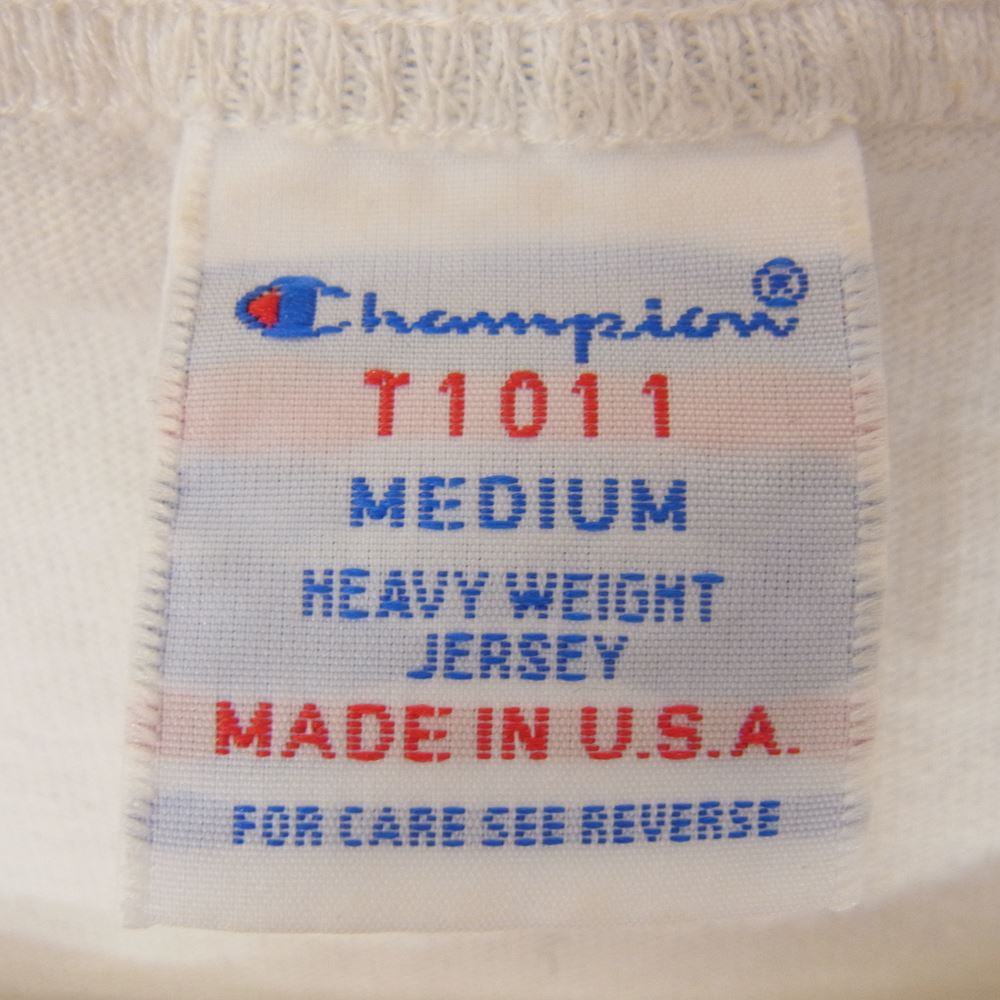 Champion®
T1011
MEDIUM
HEAVY WEIGHT
JERSEY
MADE IN U.S.A.
FOR CARE SEE REVERSE